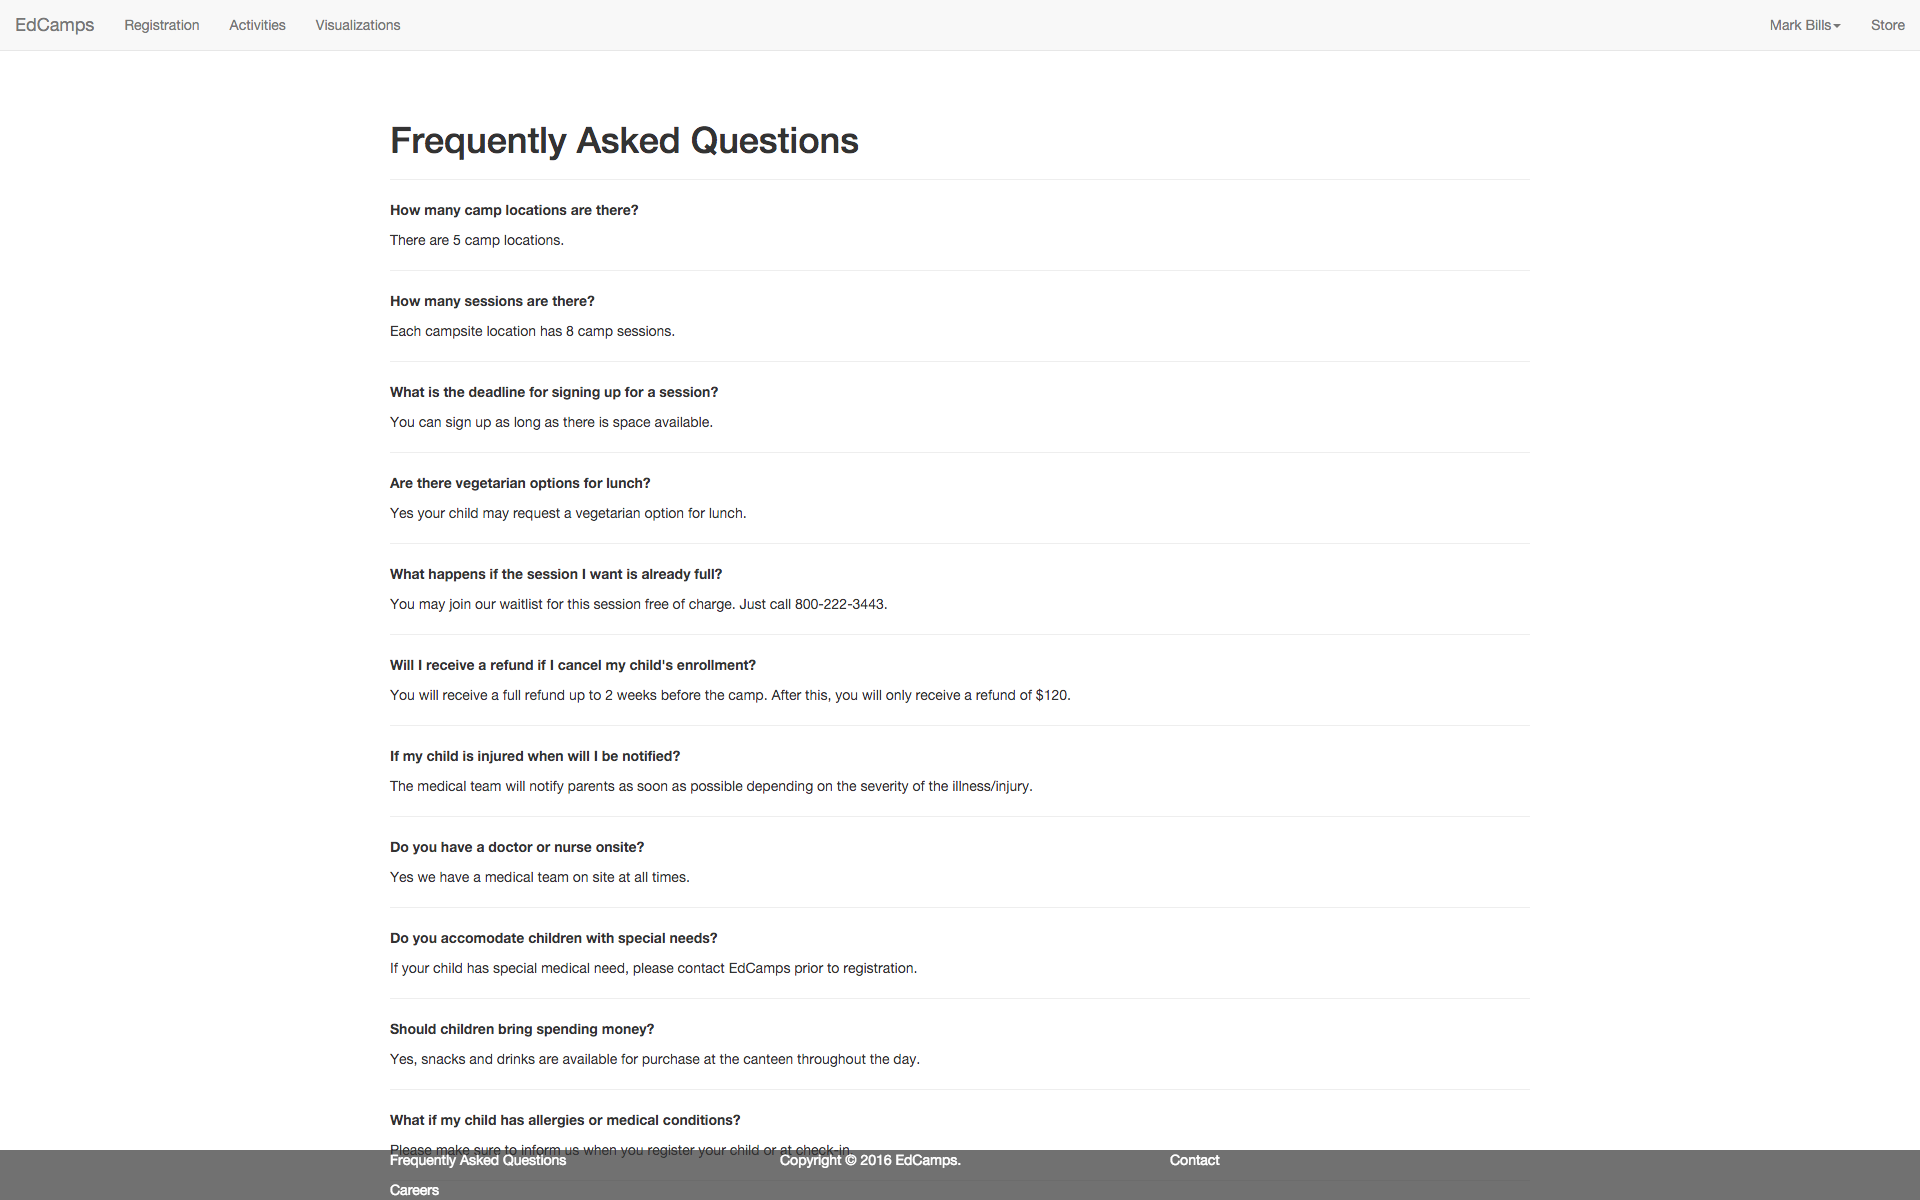 EdCamps Registration Activities Visualizations Mark Bills Store
Frequently Asked Questions
How many camp locations are there?
There are 5 camp locations.
How many sessions are there?
Each campsite location has 8 camp sessions.
What is the deadline for signing up for a session?
You can sign up as long as there is space available.
Are there vegetarian options for lunch?
Yes your child may request a vegetarian option for lunch.
What happens if the session I want is already full?
You may join our waitlist for this session free of charge. Just call 800-222-3443.
Will I receive a refund if I cancel my child's enrollment?
You will receive a full refund up to 2 weeks before the camp. After this, you will only receive a refund of $120.
If my child is injured when will I be notified?
The medical team will notify parents as soon as possible depending on the severity of the illness/injury.
Do you have a doctor or nurse onsite?
Yes we have a medical team on site at all times.
Do you accomodate children with special needs?
If your child has special medical need, please contact EdCamps prior to registration.
Should children bring spending money?
Yes, snacks and drinks are available for purchase at the canteen throughout the day.
What if my child has allergies or medical conditions?
Please make sure to inform us when you register your child or at check-in.
Frequently Asked Questions Copyright © 2016 EdCamps. Contact
Careers